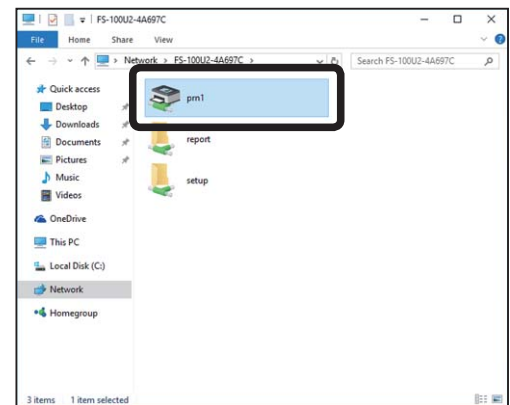 FS-100U2-4A697C
File Home Share View
Network > FS-100U2-4A697C > Search FS-100U2-4A697C
Quick access
Desktop
Downloads
Documents
Pictures
Music
Videos
OneDrive
This PC
Local Disk (C:)
Network
Homegroup
prn1
report
setup
3 items 1 item selected